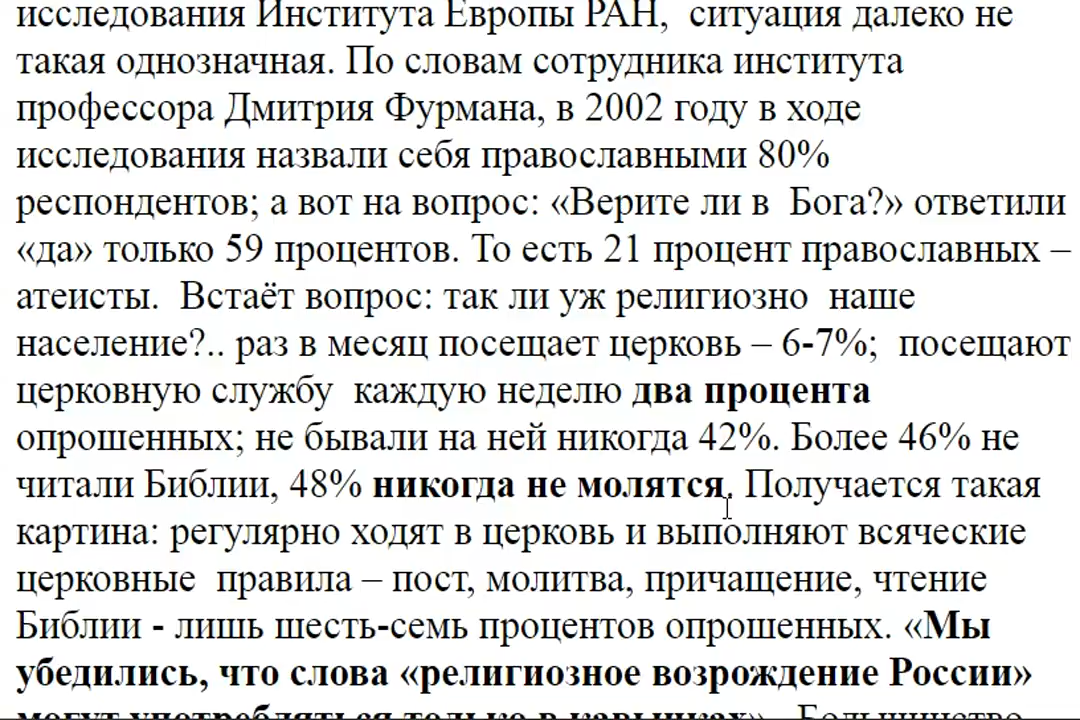 исследования Института Европы РАН,  ситуация далеко не
такая однозначная. По словам сотрудника института
профессора Дмитрия Фурмана, в 2002 году в ходе
исследования назвали себя православными 80%
респондентов; а вот на вопрос: «Верите ли в  Бога?» ответили
«да» только 59 процентов. То есть 21 процент православных –
атеисты.  Встаёт вопрос: так ли уж религиозно  наше
население?.. раз в месяц посещает церковь – 6-7%;  посещают
церковную службу  каждую неделю два процента
опрошенных; не бывали на ней никогда 42%. Более 46% не
читали Библии, 48% никогда не молятся. Получается такая
картина: регулярно ходят в церковь и выполняют всяческие
церковные  правила – пост, молитва, причащение, чтение
Библии - лишь шесть-семь процентов опрошенных. «Мы
убедились, что слова «религиозное возрождение России»
могут употребляться только в кавычках».  Большинство